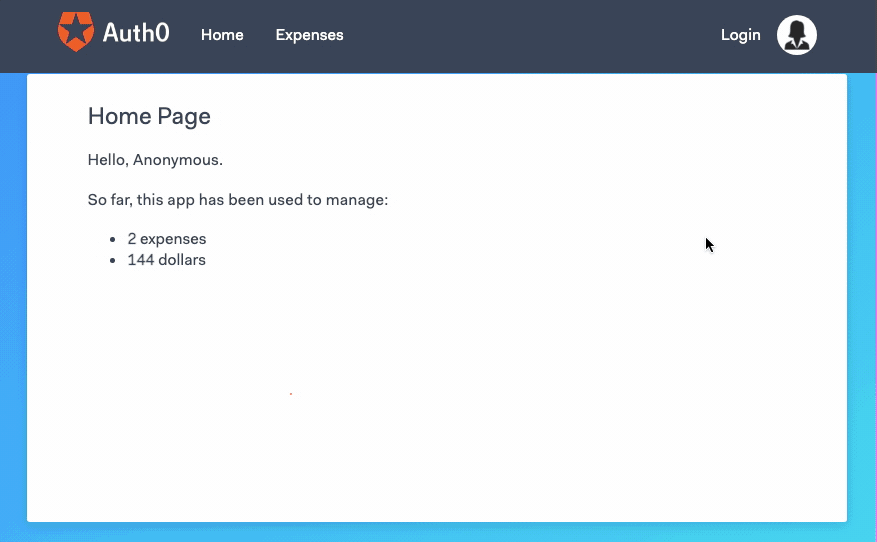 Auth0 Home Expenses Login
Home Page
Hello, Anonymous.
So far, this app has been used to manage:
2 expenses
144 dollars